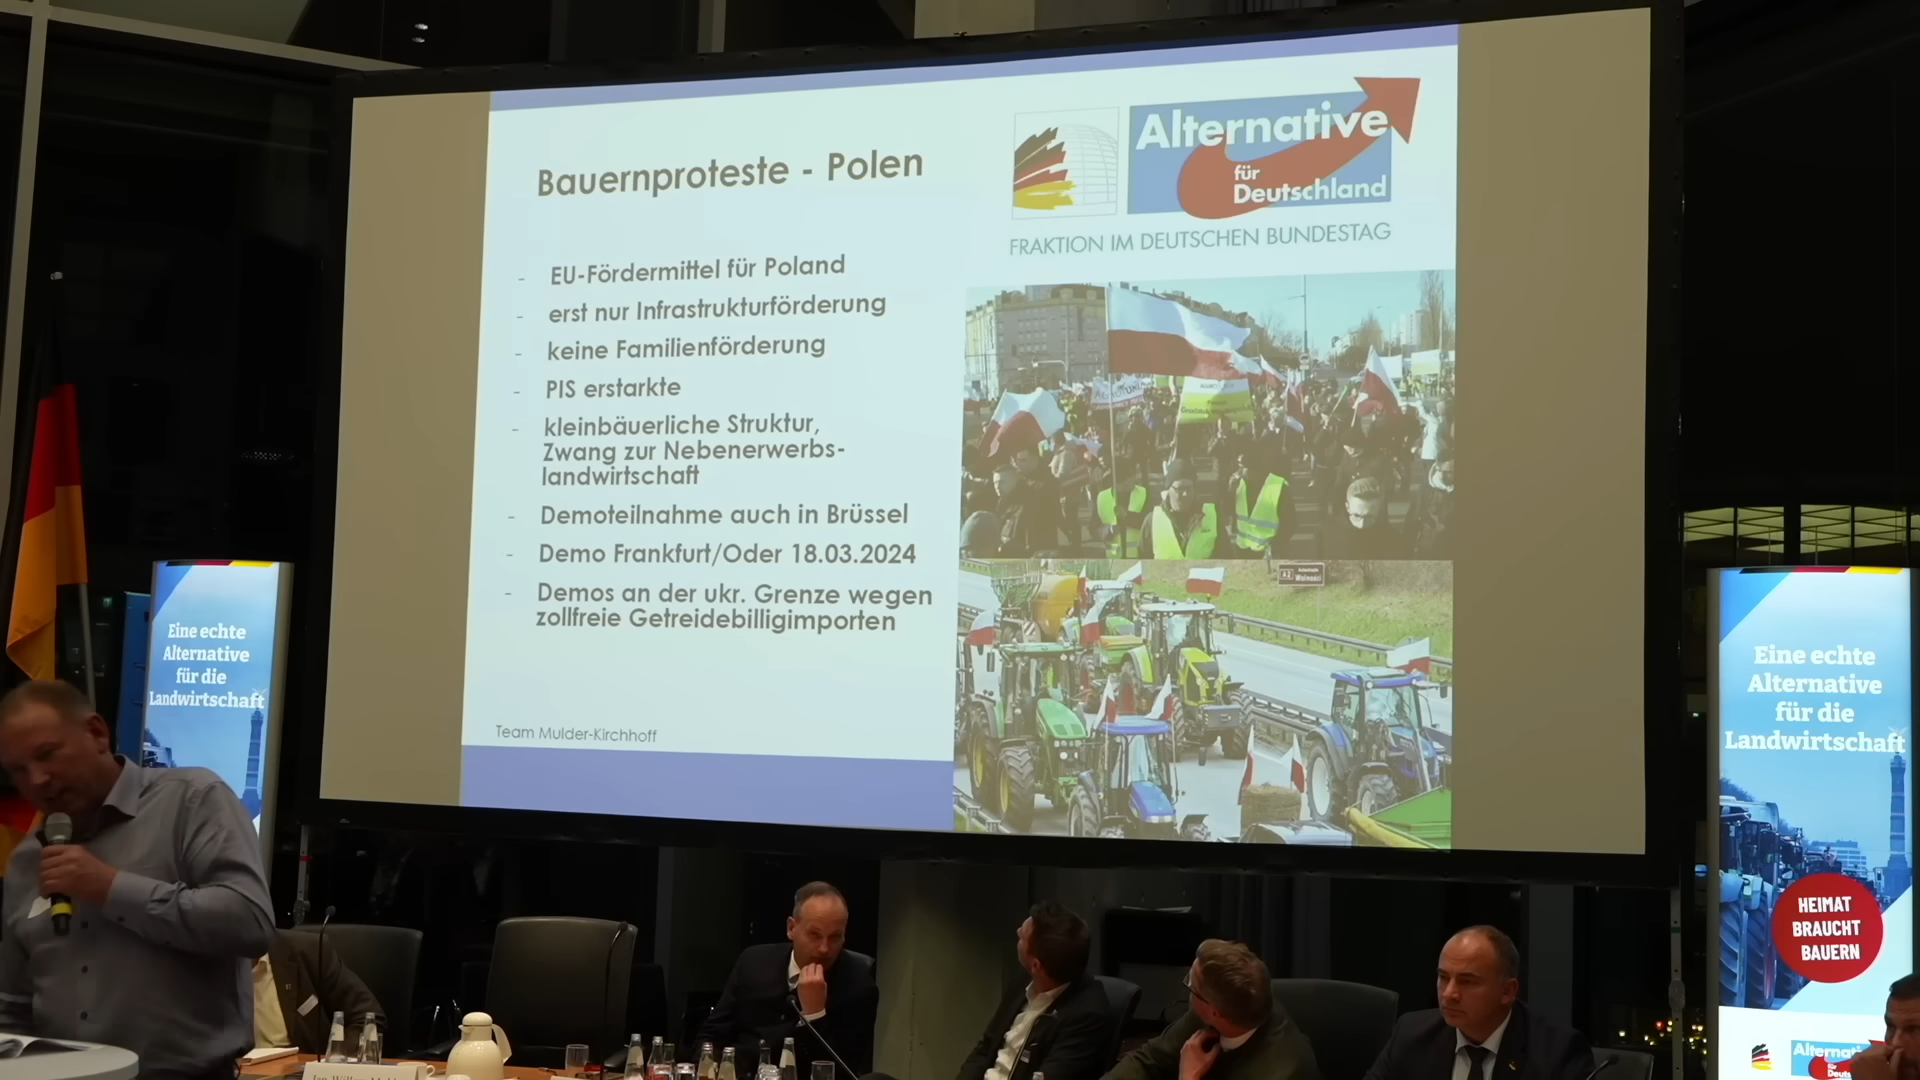 Bauernproteste - Polen
- EU-Fördermittel für Poland
- erst nur Infrastrukturförderung
- keine Familienförderung
- PIS erstarkte
- kleinbäuerliche Struktur,
Zwang zur Nebenerwerbs-
landwirtschaft
- Demoteilnahme auch in Brüssel
- Demo Frankfurt/Oder 18.03.2024
- Demos an der ukr. Grenze wegen
zollfreie Getreidebilligimporten
Team Mulder-Kirchhoff
Alternative
für
Deutschland
FRAKTION IM DEUTSCHEN BUNDESTAG
A2
Wolności
Eine echte
Alternative
für die
Landwirtschaft
Eine echte
Alternative
für die
Landwirtschaft
HEIMAT
BRAUCHT
BAUERN